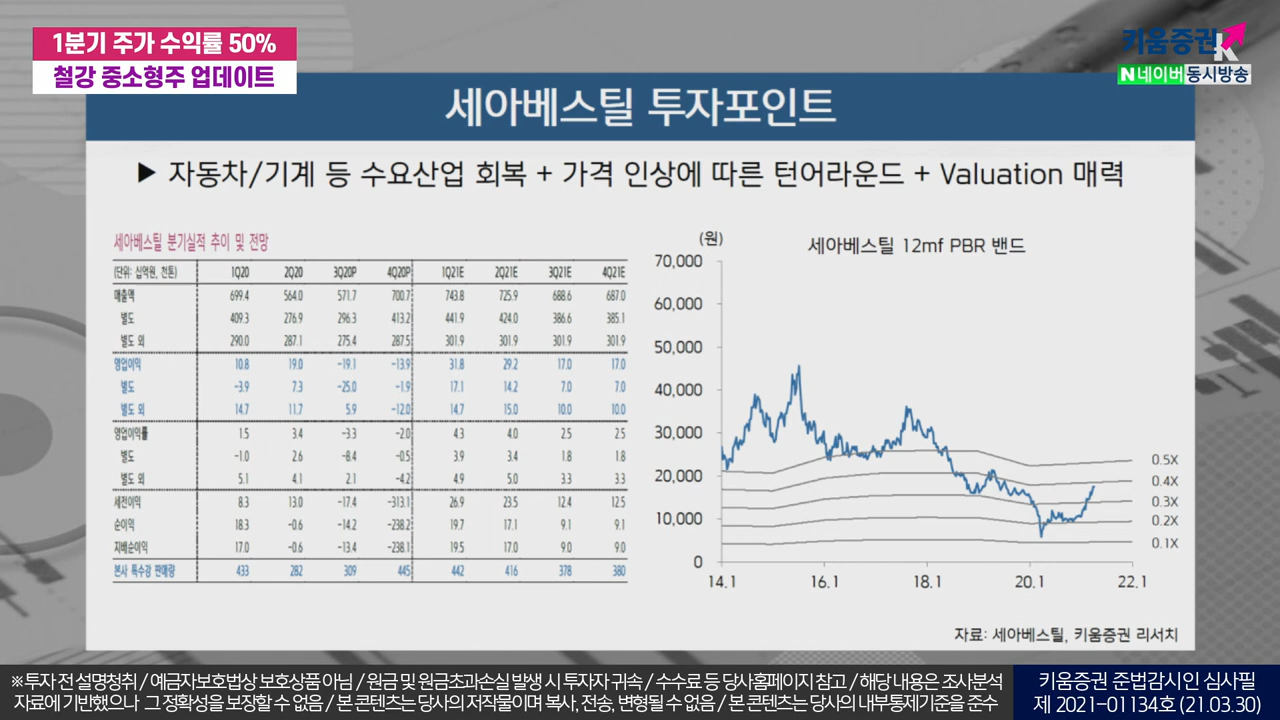 1분기 주가 수익률 50%
철강 중소형주 업데이트
키움증권K
N네이버동시방송
세아베스틸 투자포인트
▶ 자동차/기계 등 수요산업 회복 + 가격 인상에 따른 턴어라운드 + Valuation 매력
세아베스틸 분기실적 추이 및 전망
(단위: 십억원, 천톤) 1Q20 2Q20 3Q20P 4Q20P 1Q21E 2Q21E 3Q21E 4Q21E
매출액 699.4 564.0 571.7 700.7 743.8 725.9 688.6 687.0
별도 409.3 276.9 296.3 413.2 441.9 424.0 386.6 385.1
별도 외 290.0 287.1 275.4 287.5 301.9 301.9 301.9 301.9
영업이익 10.8 19.0 -19.1 -13.9 31.8 29.2 17.0 17.0
별도 -3.9 7.3 -25.0 -1.9 17.1 14.2 7.0 7.0
별도 외 14.7 11.7 5.9 -12.0 14.7 15.0 10.0 10.0
영업이익률 1.5 3.4 -3.3 -2.0 4.3 4.0 2.5 2.5
별도 -1.0 2.6 -8.4 -0.5 3.9 3.4 1.8 1.8
별도 외 5.1 4.1 2.1 -4.2 4.9 5.0 3.3 3.3
세전이익 8.3 13.0 -17.4 -313.1 26.9 23.5 12.4 12.5
순이익 18.3 -0.6 -14.2 -238.2 19.7 17.1 9.1 9.1
지배순이익 17.0 -0.6 -13.4 -238.1 19.5 17.0 9.0 9.0
본사 특수강 판매량 433 282 309 445 442 416 378 380
(원) 세아베스틸 12mf PBR 밴드
70,000
60,000
50,000
40,000
30,000
20,000
10,000
0
0.5X
0.4X
0.3X
0.2X
0.1X
14.1 16.1 18.1 20.1 22.1
자료: 세아베스틸, 키움증권 리서치
※ 투자 전 설명청취 / 예금자보호법상 보호상품 아님 / 원금 및 원금초과손실 발생 시 투자자 귀속 / 수수료 등 당사홈페이지 참고 / 해당 내용은 조사분석
자료에 기반했으나 그 정확성을 보장할 수 없음 / 본 콘텐츠는 당사의 저작물이며 복사, 전송, 변형될 수 없음 / 본 콘텐츠는 당사의 내부통제기준을 준수
키움증권 준법감시인 심사필
제 2021-01134호 (21.03.30)